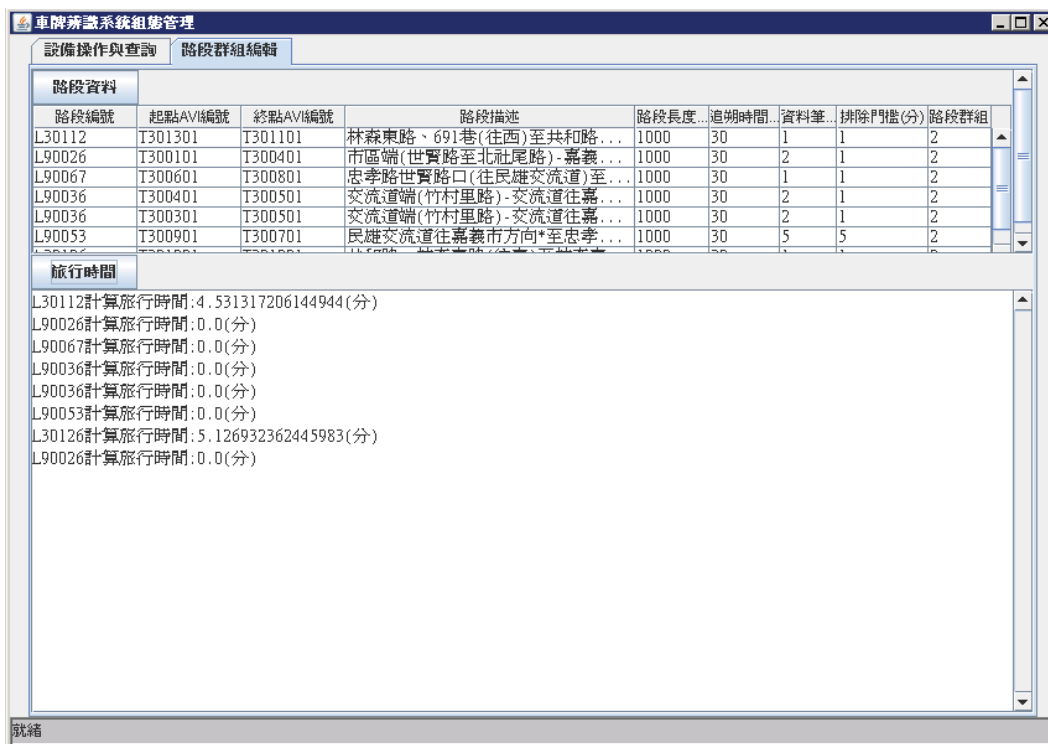 車牌辨識系統組態管理
設備操作與查詢 路段群組編輯
路段資料
路段編號 起點AVI編號 終點AVI編號 路段描述 路段長度... 追朔時間... 資料筆... 排除門檻(分) 路段群組
L30112 T301301 T301101 林森東路、691巷(往西)至共和路... 1000 30 1 1 2
L90026 T300101 T300401 市區端(世賢路至北社尾路)-嘉義... 1000 30 2 1 2
L90067 T300601 T300801 忠孝路世賢路口(往民雄交流道)至... 1000 30 1 1 2
L90036 T300401 T300501 交流道端(竹村里路)-交流道往嘉... 1000 30 2 1 2
L90036 T300301 T300501 交流道端(竹村里路)-交流道往嘉... 1000 30 2 1 2
L90053 T300901 T300701 民雄交流道往嘉義市方向*至忠孝... 1000 30 5 5 2
旅行時間
L30112計算旅行時間:4.531317206144944(分)
L90026計算旅行時間:0.0(分)
L90067計算旅行時間:0.0(分)
L90036計算旅行時間:0.0(分)
L90036計算旅行時間:0.0(分)
L90053計算旅行時間:0.0(分)
L30126計算旅行時間:5.126932362445983(分)
L90026計算旅行時間:0.0(分)
就緒